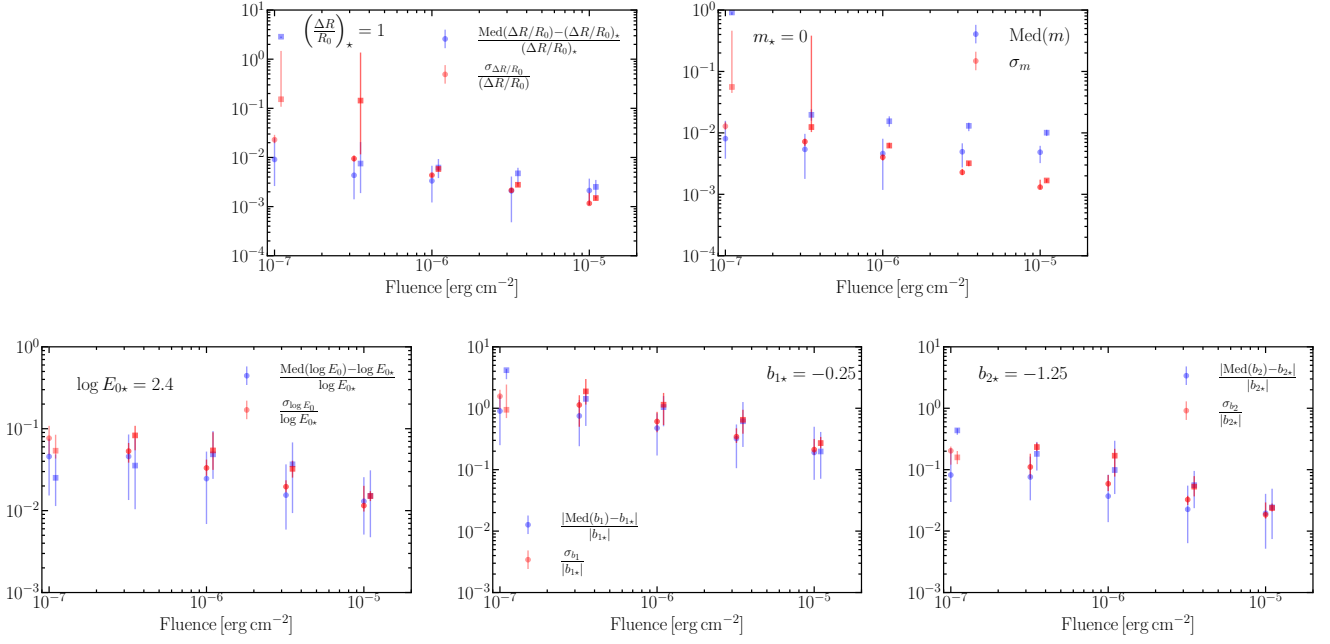 10^0
10^1
10^0
10^{-1}
10^{-2}
10^{-3}
10^{-4}
(ΔR/R_0)_⋆ = 1
Med(ΔR/R_0)−(ΔR/R_0)_⋆ / (ΔR/R_0)_⋆
σ_{ΔR/R_0} / (ΔR/R_0)
10^{-7} 10^{-6} 10^{-5}
Fluence [erg cm^{-2}]
10^0
10^{-1}
10^{-2}
10^{-3}
10^{-4}
m_⋆ = 0
Med(m)
σ_m
10^{-7} 10^{-6} 10^{-5}
Fluence [erg cm^{-2}]
10^0
10^{-1}
10^{-2}
10^{-3}
log E_{0⋆} = 2.4
Med(log E_0)−log E_{0⋆} / log E_{0⋆}
σ_{log E_0} / log E_{0⋆}
10^{-7} 10^{-6} 10^{-5}
Fluence [erg cm^{-2}]
10^1
10^0
10^{-1}
10^{-2}
10^{-3}
b_{1⋆} = −0.25
|Med(b_1)−b_{1⋆}| / |b_{1⋆}|
σ_{b_1} / |b_{1⋆}|
10^{-7} 10^{-6} 10^{-5}
Fluence [erg cm^{-2}]
10^1
10^0
10^{-1}
10^{-2}
10^{-3}
b_{2⋆} = −1.25
|Med(b_2)−b_{2⋆}| / |b_{2⋆}|
σ_{b_2} / |b_{2⋆}|
10^{-7} 10^{-6} 10^{-5}
Fluence [erg cm^{-2}]